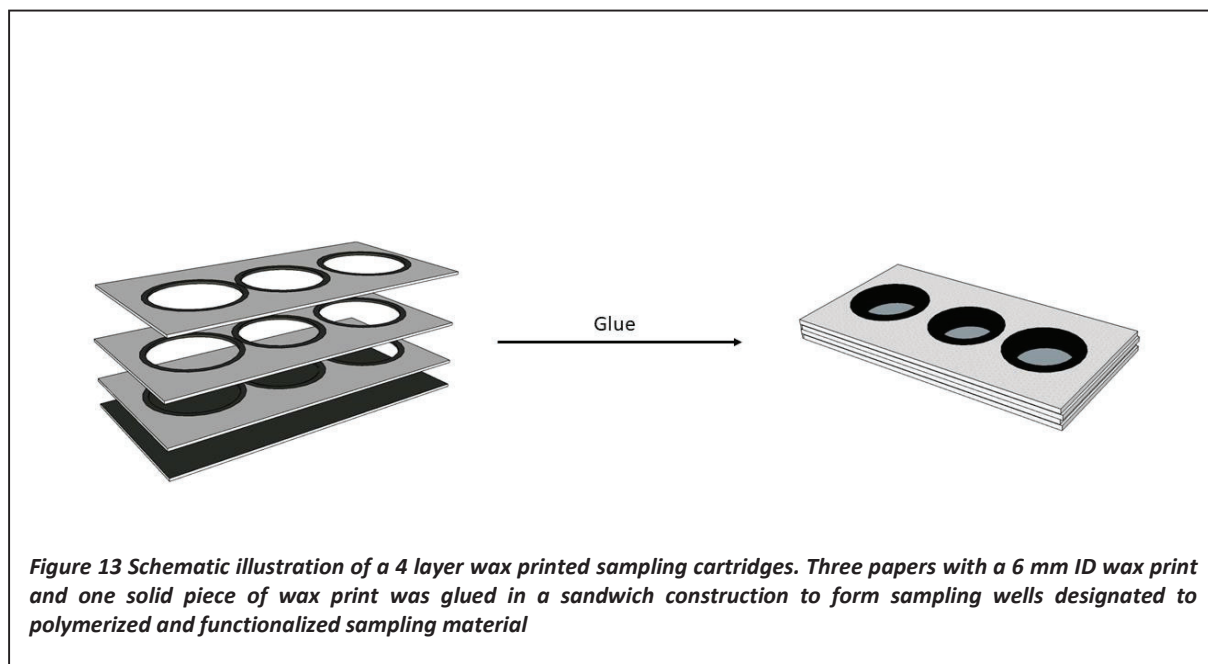 Glue
Figure 13 Schematic illustration of a 4 layer wax printed sampling cartridges. Three papers with a 6 mm ID wax print
and one solid piece of wax print was glued in a sandwich construction to form sampling wells designated to
polymerized and functionalized sampling material